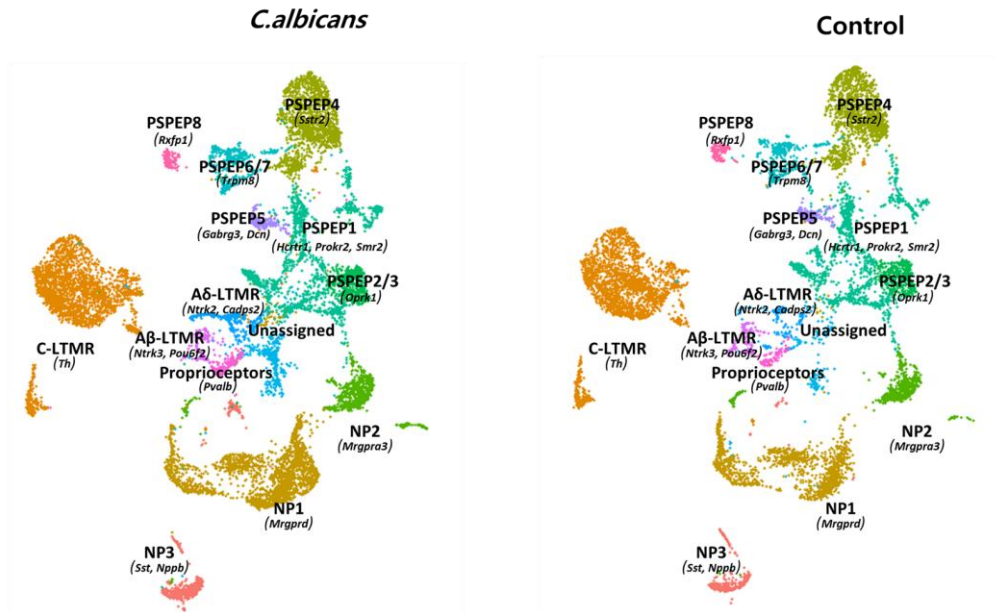 C.albicans
PSPEP4
(Sstr2)
PSPEP8
(Rxfp1)
PSPEP6/7
(Trpm8)
PSPEP5
(Gabrg3, Dcn)
PSPEP1
(Hcrtr1, Prokr2, Smr2)
PSPEP2/3
(Oprk1)
Aδ-LTMR
(Ntrk2, Cadps2)
Unassigned
Aβ-LTMR
(Ntrk3, Pou6f2)
C-LTMR
(Th)
Proprioceptors
(Pvalb)
NP2
(Mrgpra3)
NP1
(Mrgprd)
NP3
(Sst, Nppb)
Control
PSPEP4
(Sstr2)
PSPEP8
(Rxfp1)
PSPEP6/7
(Trpm8)
PSPEP5
(Gabrg3, Dcn)
PSPEP1
(Hcrtr1, Prokr2, Smr2)
PSPEP2/3
(Oprk1)
Aδ-LTMR
(Ntrk2, Cadps2)
Unassigned
Aβ-LTMR
(Ntrk3, Pou6f2)
C-LTMR
(Th)
Proprioceptors
(Pvalb)
NP2
(Mrgpra3)
NP1
(Mrgprd)
NP3
(Sst, Nppb)